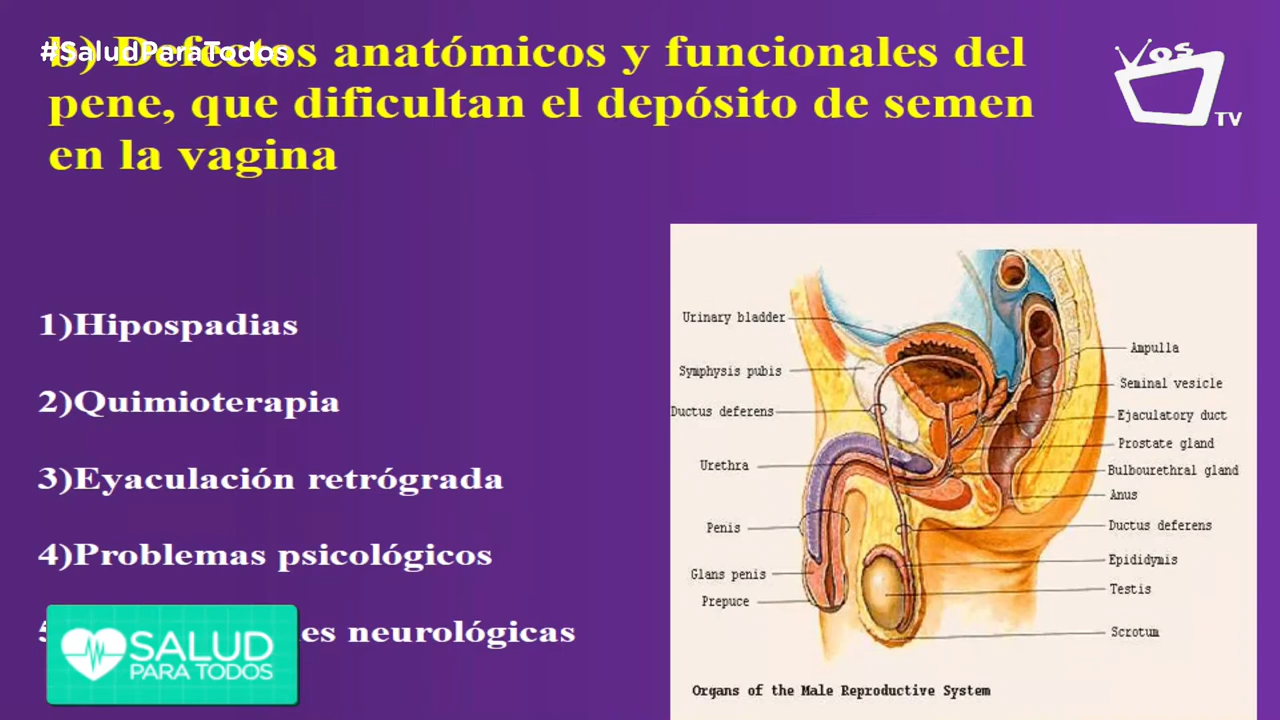 #SaludParaTodos
b) Defectos anatómicos y funcionales del
pene, que dificultan el depósito de semen
en la vagina
os
TV
1)Hipospadias
2)Quimioterapia
3)Eyaculación retrógrada
4)Problemas psicológicos
es neurológicas
SALUD
PARA TODOS
Urinary bladder
Symphysis pubis
Ductus deferens
Urethra
Penis
Glans penis
Prepuce
Ampulla
Seminal vesicle
Ejaculatory duct
Prostate gland
Bulbourethral gland
Anus
Ductus deferens
Epididymis
Testis
Scrotum
Organs of the Male Reproductive System